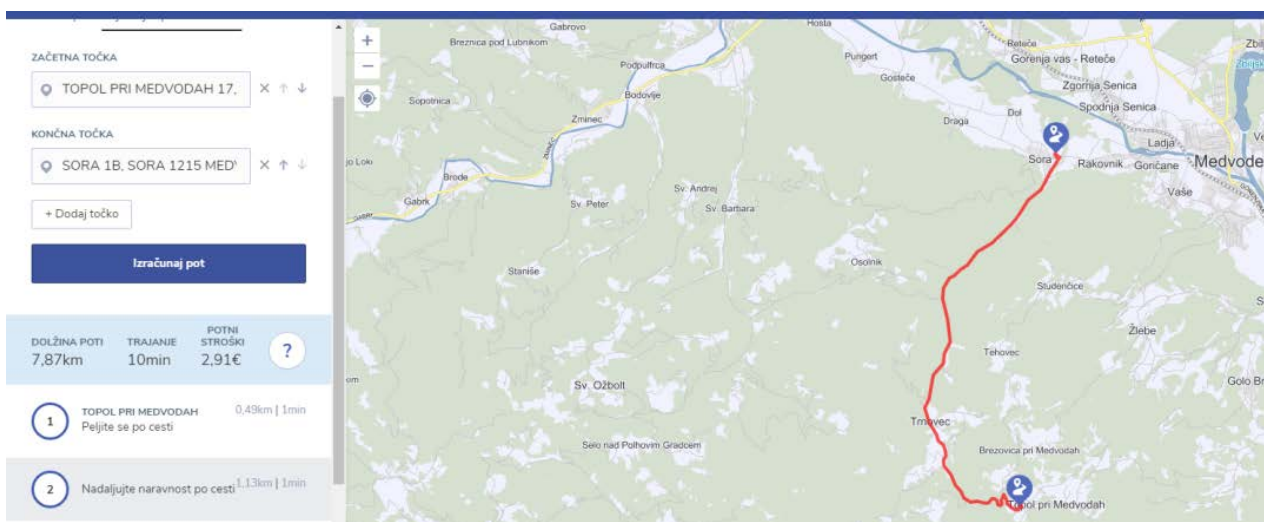 ZAČETNA TOČKA
TOPOL PRI MEDVODAH 17,
KONČNA TOČKA
SORA 1B, SORA 1215 MED
+ Dodaj točko
Izračunaj pot
DOLŽINA POTI
7,87km
TRAJANJE
10min
POTNI
STROŠKI
2,91€
?
1
TOPOL PRI MEDVODAH
0,49km | 1min
Peljite se po cesti
2
Nadaljujte naravnost po cesti
1,13km | 1min
+
−
Gabrovo
Hosta
Breznica pod Lubnikom
Podpulfrca
Pungert
Reteče
Gorenja vas - Reteče
Gosteče
Zgornja Senica
Sopotnica
Bodovlje
Spodnja Senica
Zminec
Draga
Dol
Ladja
Sora
Rakovnik
Goričane
Medvode
Brode
Vaše
Gabrk
Sv. Andrej
Sv. Peter
Sv. Barbara
Osolnik
Staniše
Studenčice
Žlebe
Tehovec
Sv. Ožbolt
Golo Br
Trnovec
Selo nad Polhovim Gradcem
Brezovica pri Medvodah
Topol pri Medvodah